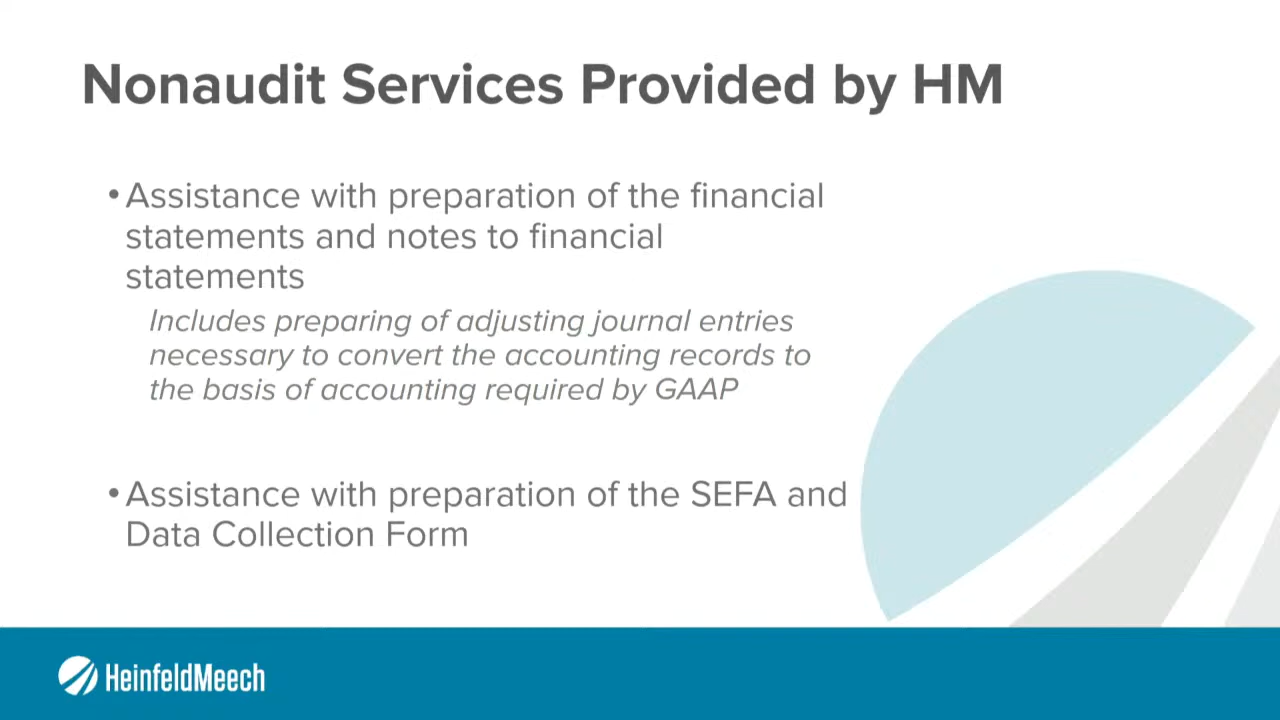 Nonaudit Services Provided by HM
• Assistance with preparation of the financial
statements and notes to financial
statements
Includes preparing of adjusting journal entries
necessary to convert the accounting records to
the basis of accounting required by GAAP
• Assistance with preparation of the SEFA and
Data Collection Form
HeinfeldMeech